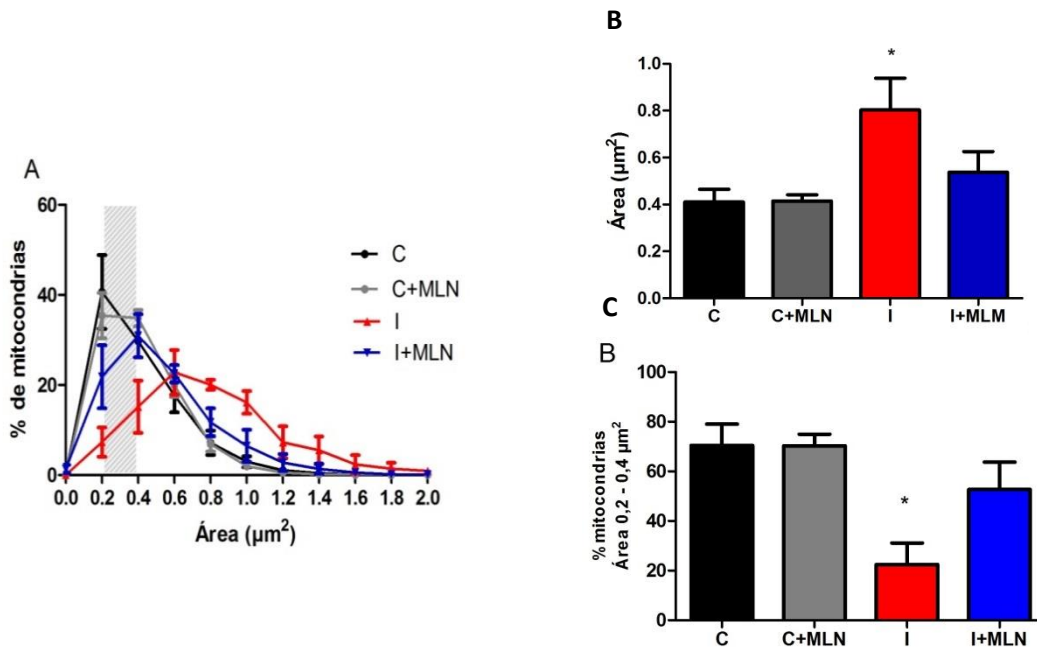 A
% de mitocondrias
60
40
20
0
0.0 0.2 0.4 0.6 0.8 1.0 1.2 1.4 1.6 1.8 2.0
Área (µm²)
C
C+MLN
I
I+MLN
B
Área (µm²)
1.0
0.8
0.6
0.4
0.2
0.0
*
C C+MLN I I+MLM
C
B
% mitocondrias
Área 0,2 - 0,4 µm²
100
80
60
40
20
0
*
C C+MLN I I+MLN